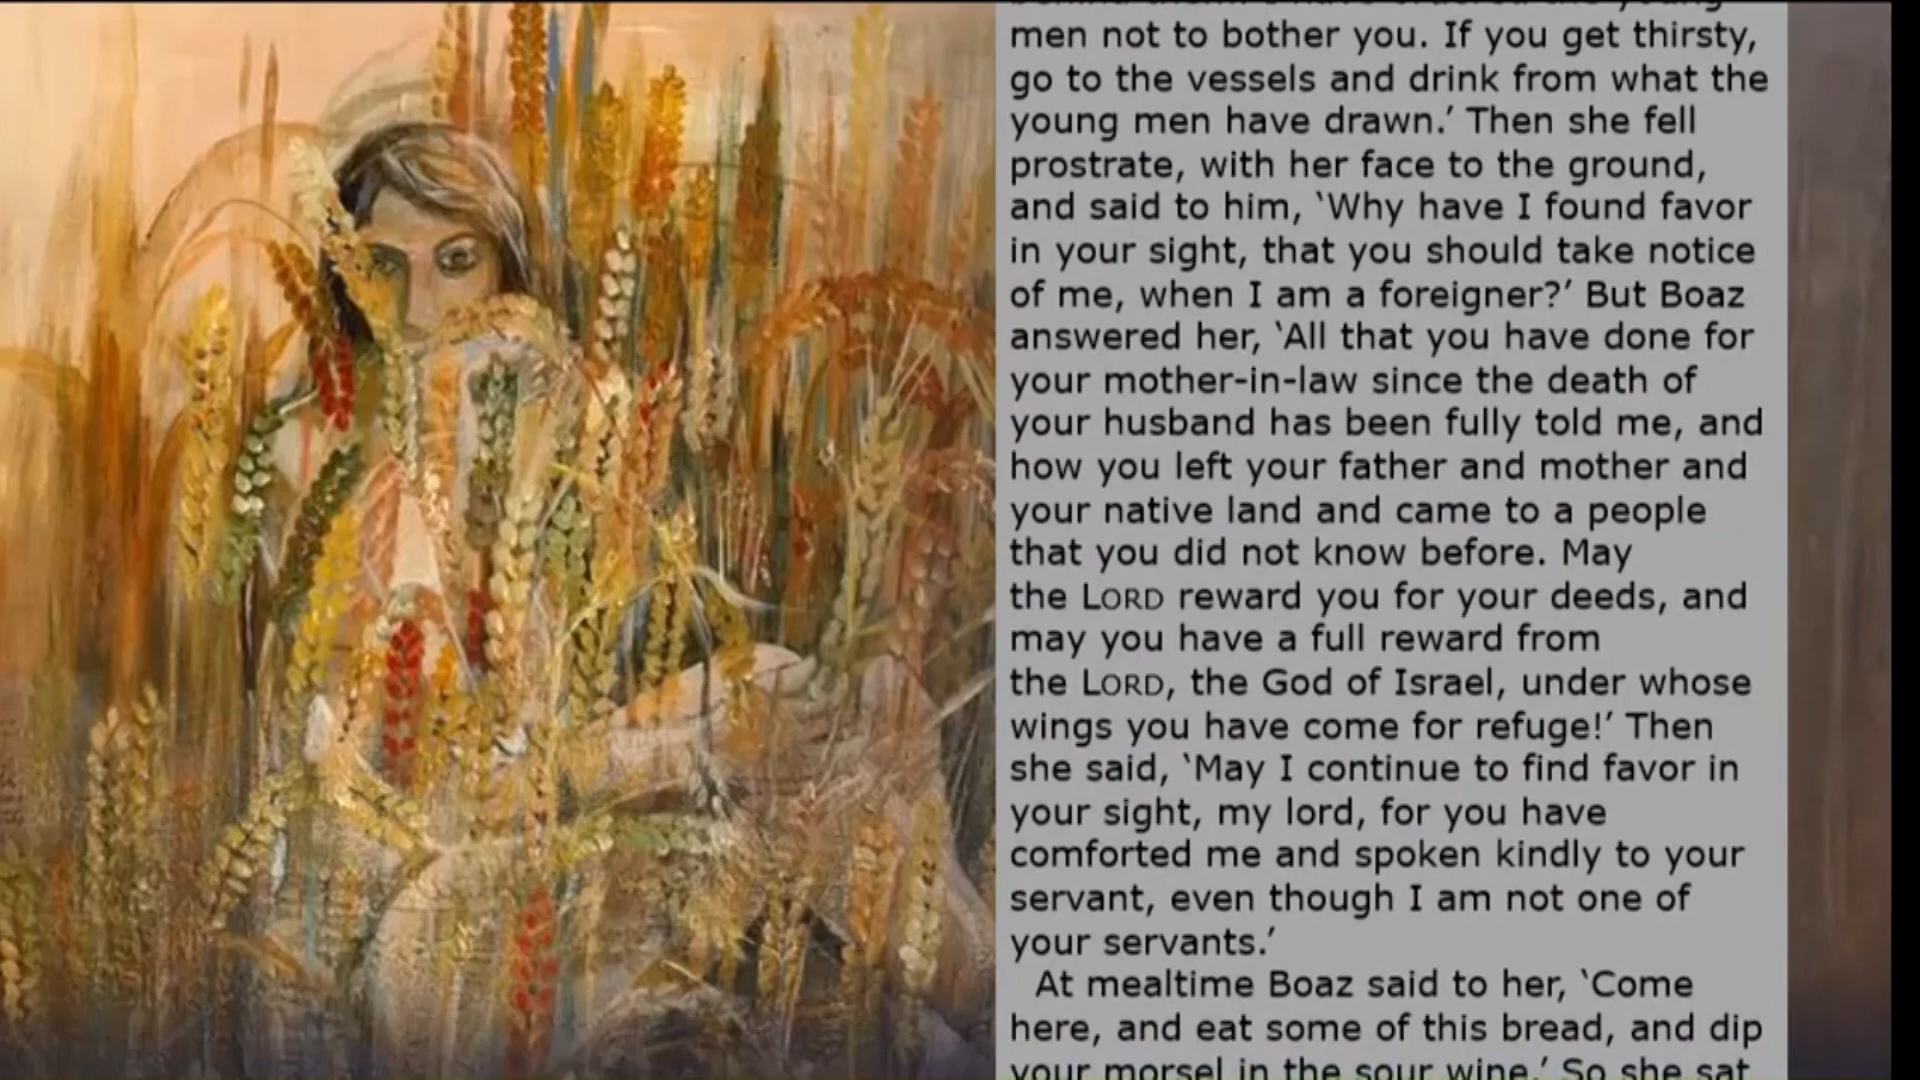 men not to bother you. If you get thirsty,
go to the vessels and drink from what the
young men have drawn.’ Then she fell
prostrate, with her face to the ground,
and said to him, ‘Why have I found favor
in your sight, that you should take notice
of me, when I am a foreigner?’ But Boaz
answered her, ‘All that you have done for
your mother-in-law since the death of
your husband has been fully told me, and
how you left your father and mother and
your native land and came to a people
that you did not know before. May
the LORD reward you for your deeds, and
may you have a full reward from
the LORD, the God of Israel, under whose
wings you have come for refuge!’ Then
she said, ‘May I continue to find favor in
your sight, my lord, for you have
comforted me and spoken kindly to your
servant, even though I am not one of
your servants.’
At mealtime Boaz said to her, ‘Come
here, and eat some of this bread, and dip
your morsel in the sour wine.’ So she sat